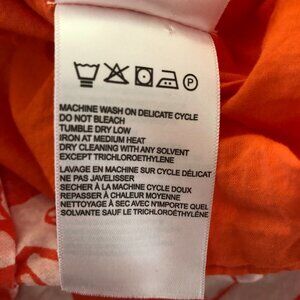 P
MACHINE WASH ON DELICATE CYCLE
DO NOT BLEACH
TUMBLE DRY LOW
IRON AT MEDIUM HEAT
DRY CLEANING WITH ANY SOLVENT
EXCEPT TRICHLOROETHYLENE
LAVAGE EN MACHINE SUR CYCLE DÉLICAT
NE PAS JAVELISSER
SECHER À LA MACHINE CYCLE DOUX
REPASSER À CHALEUR MOYENNE
NETTOYAGE À SEC AVEC N'IMPORTE QUEL
SOLVANTE SAUF LE TRICHLOROÉTHYLÉNE